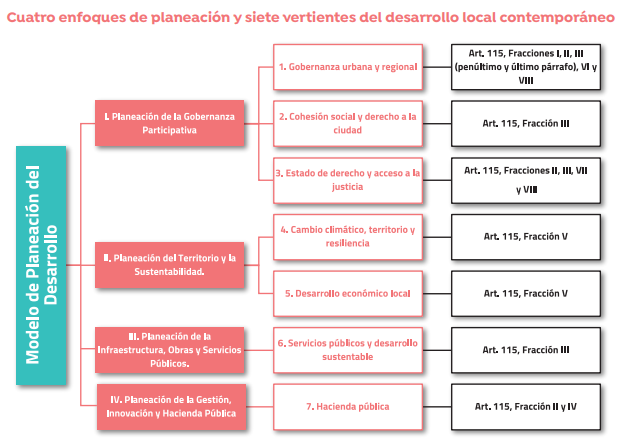 Cuatro enfoques de planeación y siete vertientes del desarrollo local contemporáneo
Modelo de Planeación del
Desarrollo
I. Planeación de la Gobernanza
Participativa
1. Gobernanza urbana y regional
Art. 115, Fracciones I, II, III
(penúltimo y último párrafo), VI y
VIII
2. Cohesión social y derecho a la
ciudad
Art. 115, Fracción III
3. Estado de derecho y acceso a la
justicia
Art. 115, Fracciones II, III, VII
y VIII
II. Planeación del Territorio y la
Sustentabilidad.
4. Cambio climático, territorio y
resiliencia
Art. 115, Fracción V
5. Desarrollo económico local
Art. 115, Fracción V
III. Planeación de la
Infraestructura, Obras y Servicios
Públicos.
6. Servicios públicos y desarrollo
sustentable
Art. 115, Fracción III
IV. Planeación de la Gestión,
Innovación y Hacienda Pública
7. Hacienda pública
Art. 115, Fracción II y IV